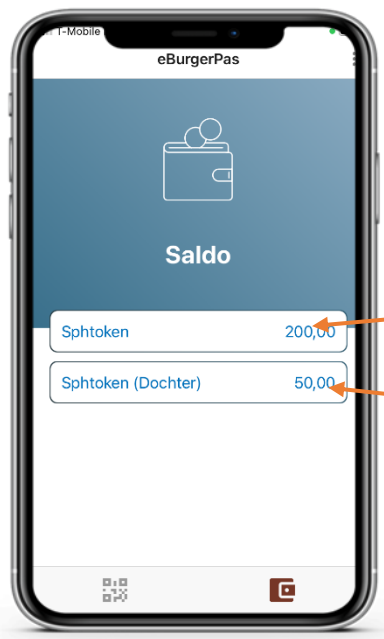 T-Mobile
eBurgerPas
Saldo
Sphtoken 200,00
Sphtoken (Dochter) 50,00